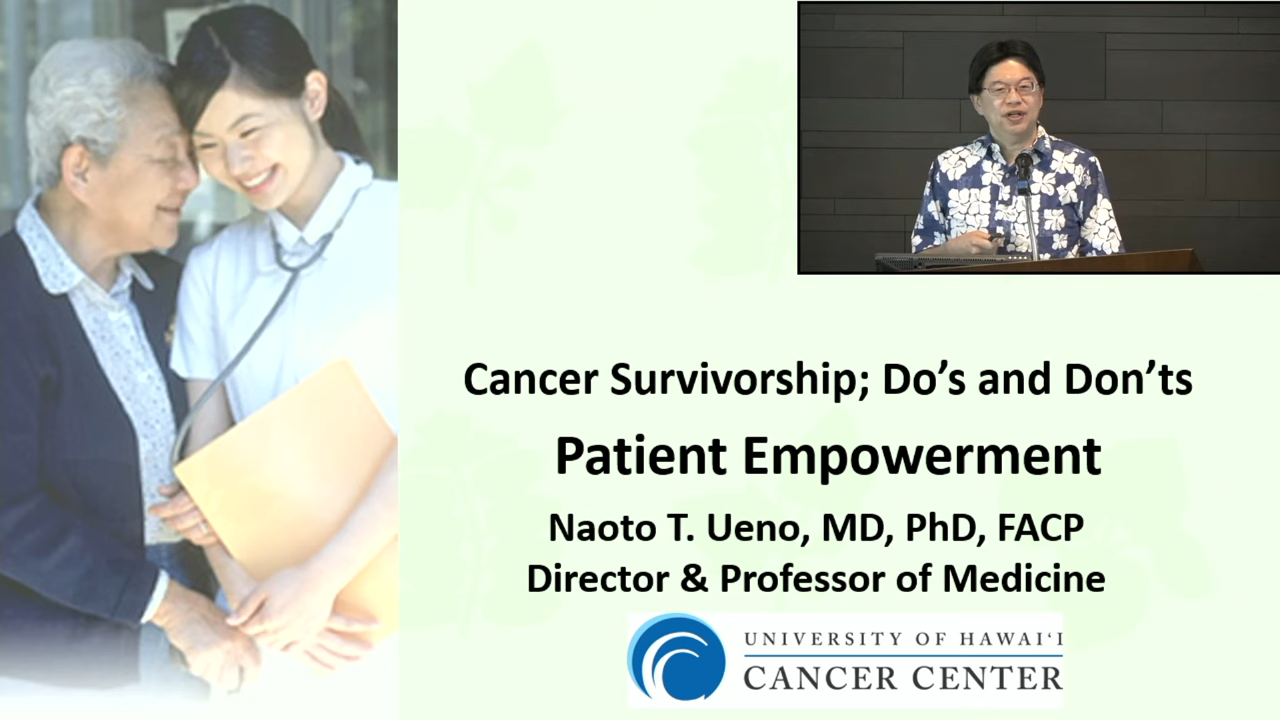 Cancer Survivorship; Do’s and Don’ts
Patient Empowerment
Naoto T. Ueno, MD, PhD, FACP
Director & Professor of Medicine
UNIVERSITY OF HAWAIʻI
CANCER CENTER